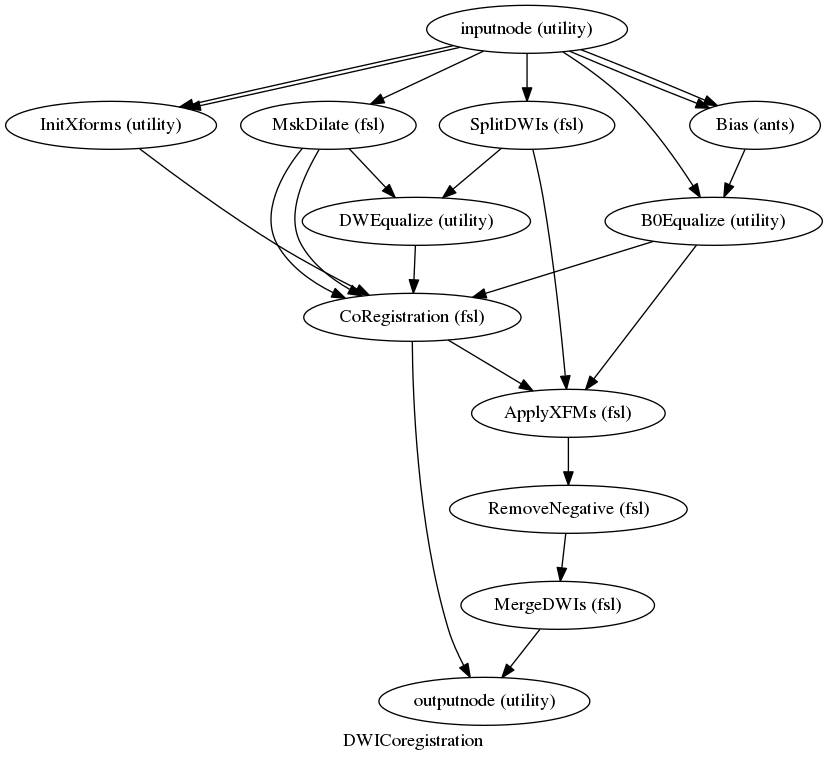 inputnode (utility)
InitXforms (utility)
MskDilate (fsl)
SplitDWIs (fsl)
Bias (ants)
DWEqualize (utility)
B0Equalize (utility)
CoRegistration (fsl)
ApplyXFMs (fsl)
RemoveNegative (fsl)
MergeDWIs (fsl)
outputnode (utility)
DWICoregistration